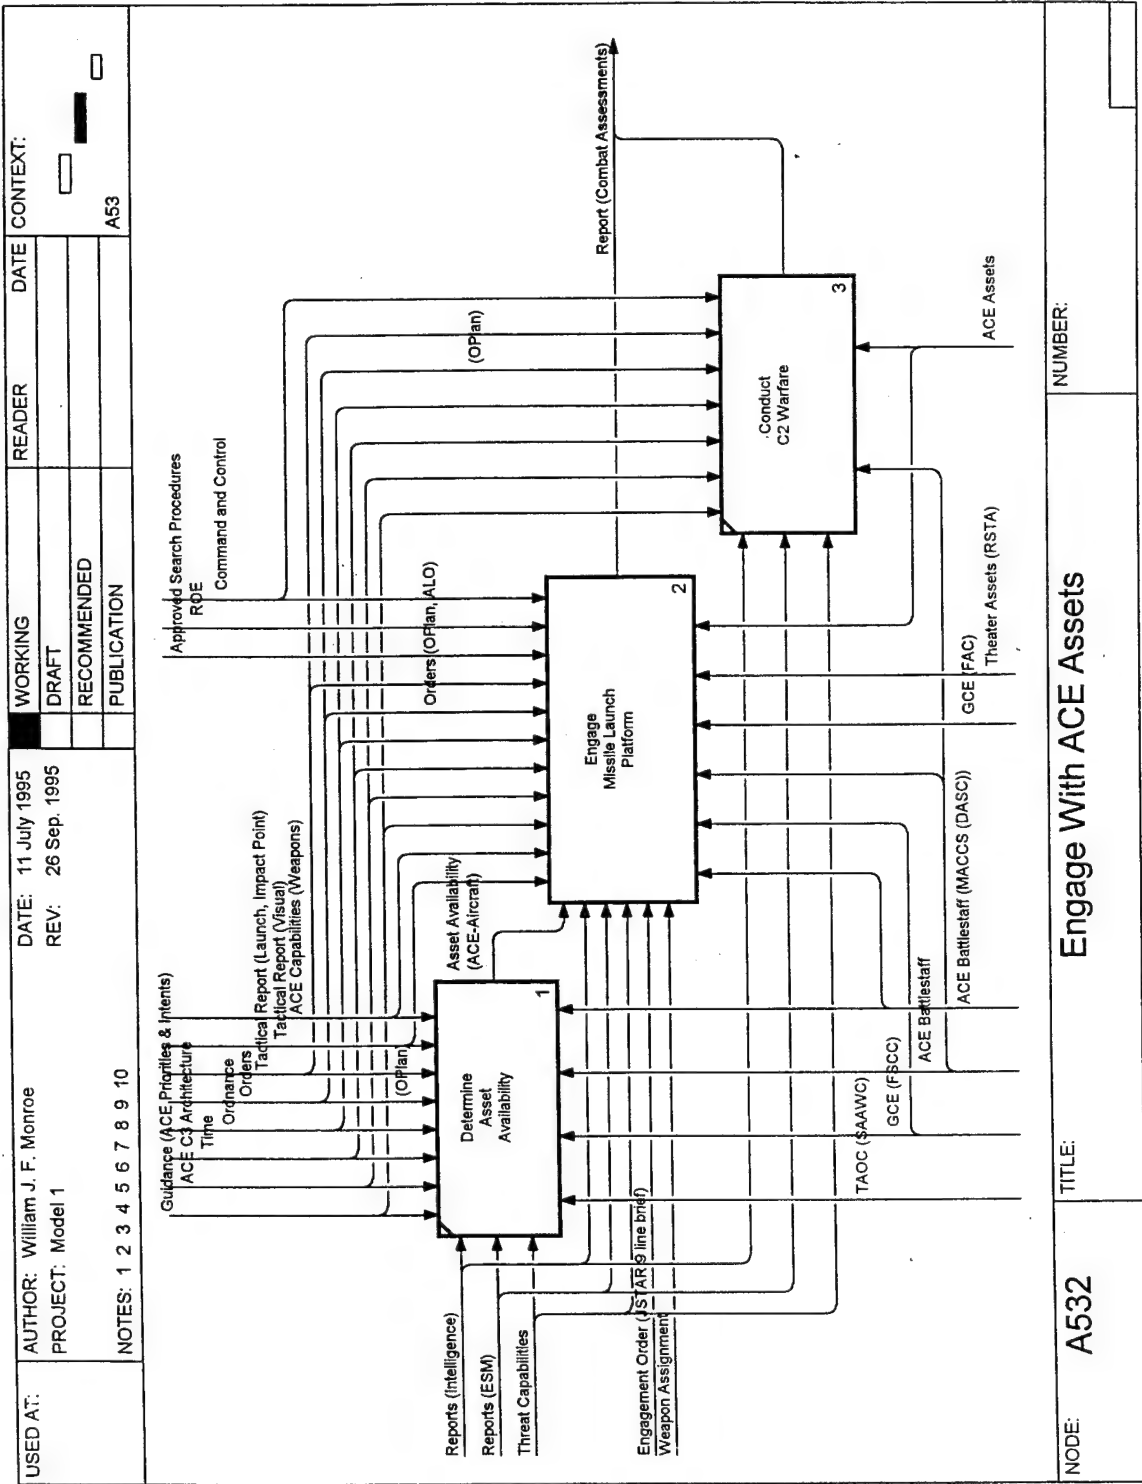 USED AT:
AUTHOR: William J. F. Monroe
PROJECT: Model 1
NOTES: 1 2 3 4 5 6 7 8 9 10
DATE: 11 July 1995
REV: 26 Sep. 1995
WORKING
DRAFT
RECOMMENDED
PUBLICATION
READER
DATE
CONTEXT:
A53
Guidance (ACE,Priorities & Intents)
ACE C3 Architecture
Time
Ordnance
Orders
Tactical Report (Launch, Impact Point)
Tactical Report (Visual)
ACE Capabilities (Weapons)
Approved Search Procedures
ROE
Command and Control
(OPlan)
Orders (OPlan, ALO)
(OPlan)
Reports (Intelligence)
Reports (ESM)
Threat Capabilities
Determine
Asset
Availability
1
Asset Availability
(ACE-Aircraft)
Engagement Order (JSTAR 9 line brief)
Weapon Assignment
Engage
Missile Launch
Platform
2
Report (Combat Assessments)
Conduct
C2 Warfare
3
TAOC (SAAWC)
GCE (FSCC)
ACE Battlestaff
ACE Battlestaff (MACCS (DASC))
GCE (FAC)
Theater Assets (RSTA)
ACE Assets
NODE:
A532
TITLE:
Engage With ACE Assets
NUMBER: